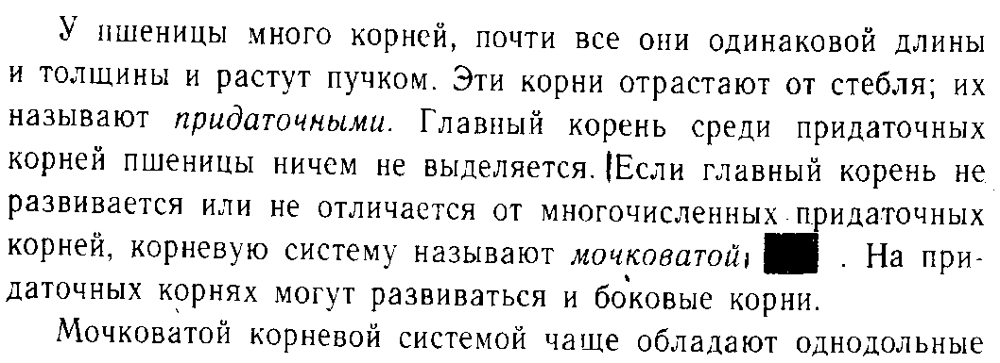 У пшеницы много корней, почти все они одинаковой длины
и толщины и растут пучком. Эти корни отрастают от стебля; их
называют придаточными. Главный корень среди придаточных
корней пшеницы ничем не выделяется. Если главный корень не
развивается или не отличается от многочисленных придаточных
корней, корневую систему называют мочковатой . На при-
даточных корнях могут развиваться и боковые корни.
Мочковатой корневой системой чаще обладают однодольные